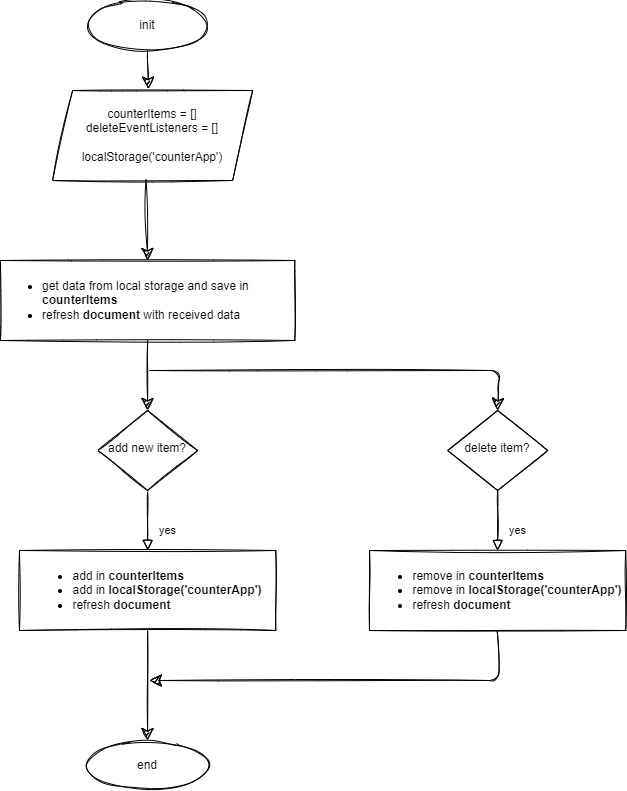 init
counterItems = []
deleteEventListeners = []
localStorage('counterApp')
• get data from local storage and save in
counterItems
• refresh document with received data
add new item?
delete item?
yes
yes
• add in counterItems
• add in localStorage('counterApp')
• refresh document
• remove in counterItems
• remove in localStorage('counterApp')
• refresh document
end